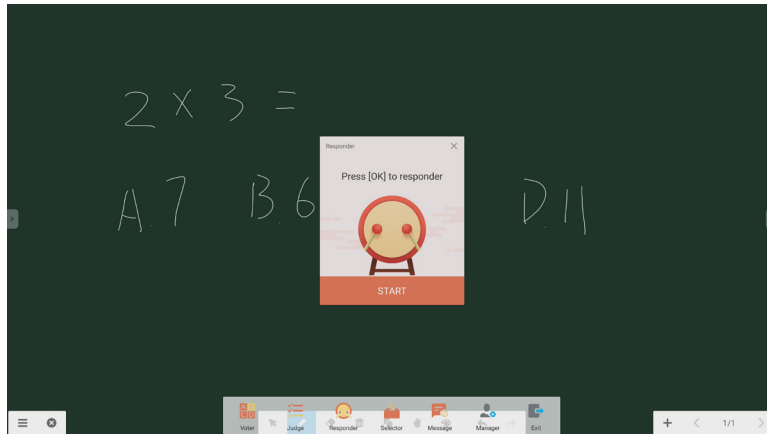 2 × 3 =
A.7 B.6 D.11
Responder
Press [OK] to responder
START
Voter Judge Responder Selector Message Manager Exit
1/1